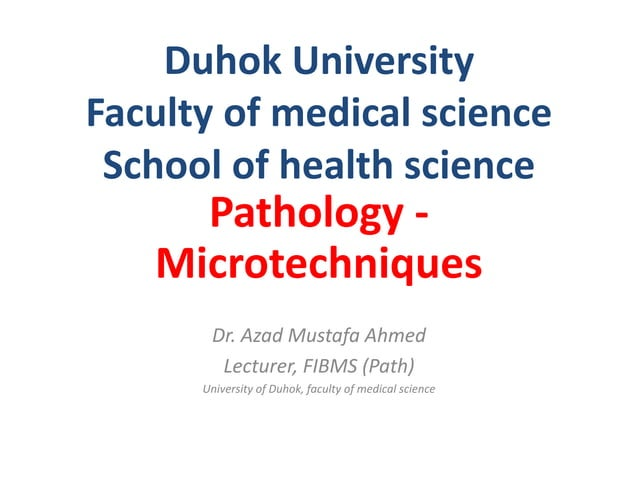 Duhok University
Faculty of medical science
School of health science
Pathology -
Microtechniques
Dr. Azad Mustafa Ahmed
Lecturer, FIBMS (Path)
University of Duhok, faculty of medical science